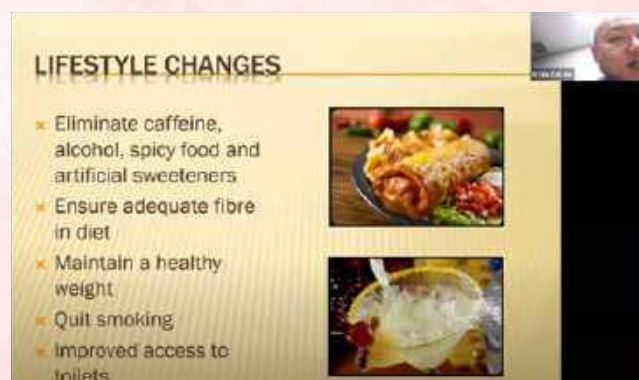 LIFESTYLE CHANGES
Eliminate caffeine,
alcohol, spicy food and
artificial sweeteners
Ensure adequate fibre
in diet
Maintain a healthy
weight
Quit smoking
Improved access to
toilets